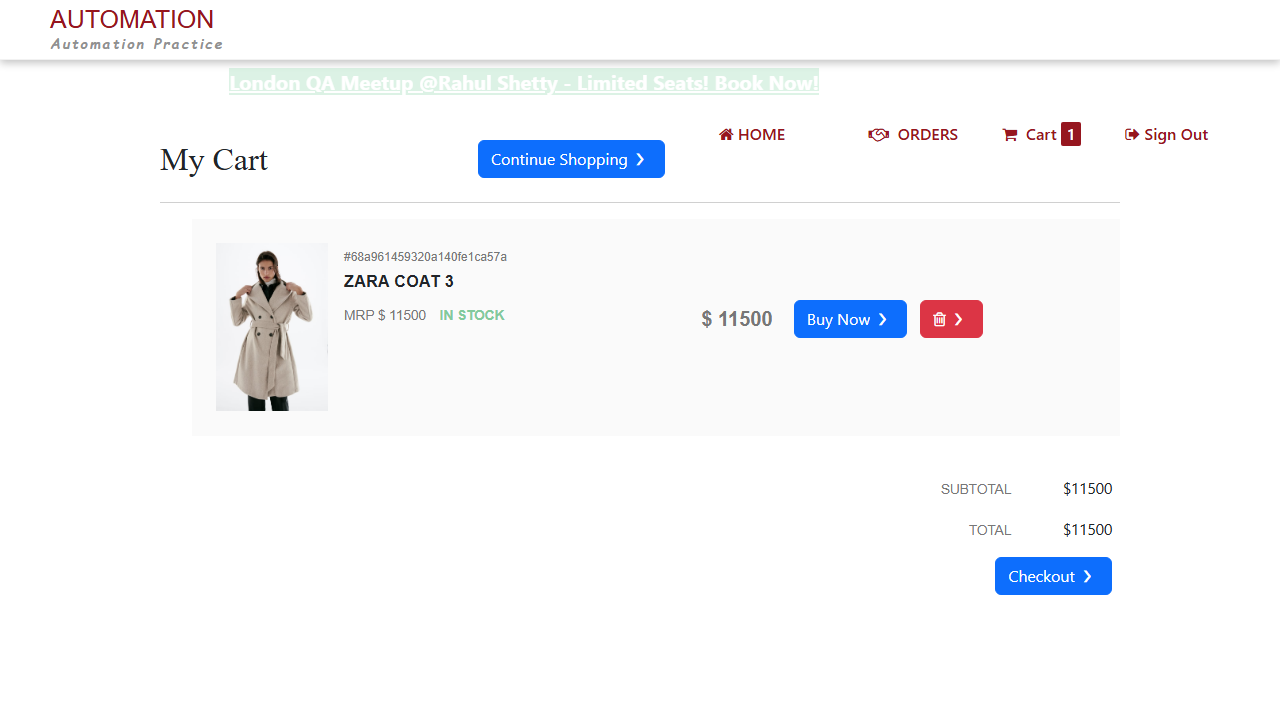 AUTOMATION
Automation Practice
London QA Meetup @Rahul Shetty - Limited Seats! Book Now!
HOME
ORDERS
Cart 1
Sign Out
My Cart
Continue Shopping ❯
#68a961459320a140fe1ca57a
ZARA COAT 3
MRP $ 11500 IN STOCK
$ 11500
Buy Now ❯
❯
SUBTOTAL $11500
TOTAL $11500
Checkout ❯